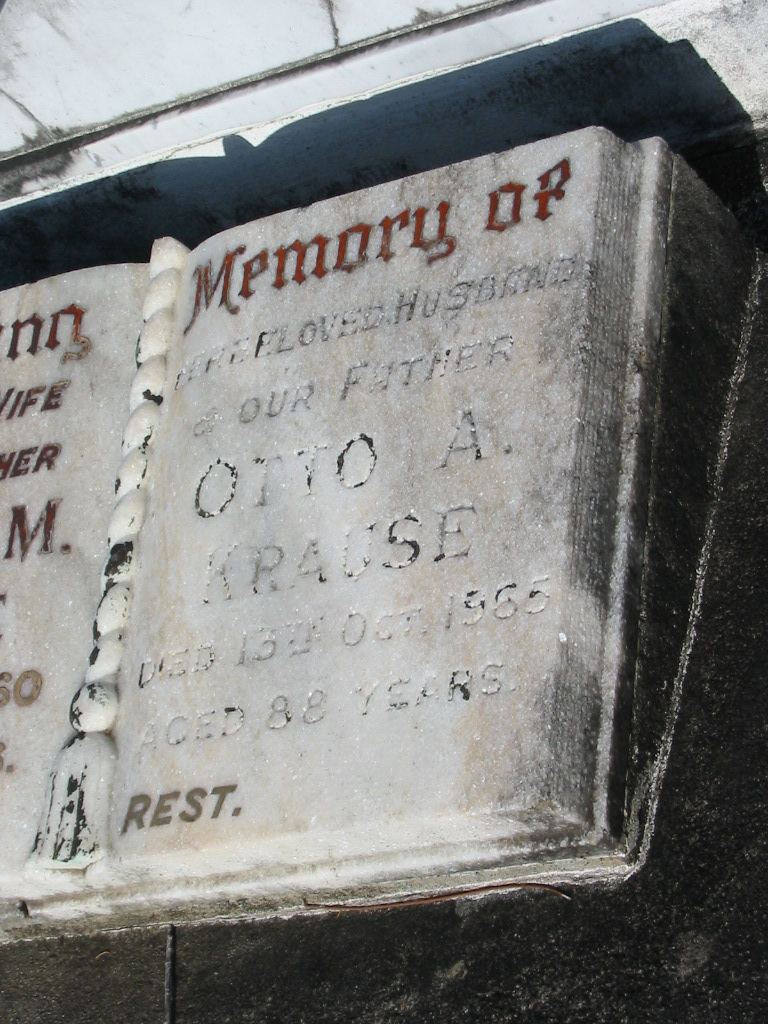 ng
WIFE
HER
M.
60
S.
Memory of
HER BELOVED HUSBAND
& OUR FATHER
OTTO A.
KRAUSE
DIED 13TH OCT. 1965
AGED 88 YEARS.
REST.